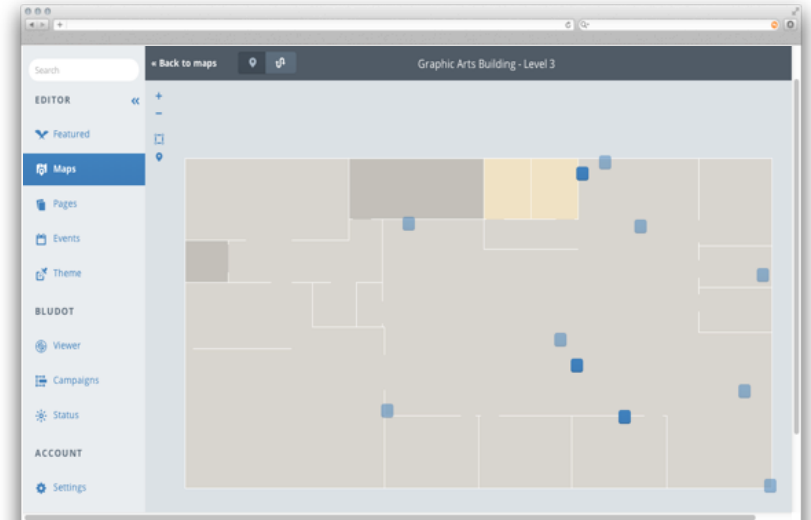 Search
« Back to maps
Graphic Arts Building - Level 3
EDITOR «
Featured
Maps
Pages
Events
Theme
BLUDOT
Viewer
Campaigns
Status
ACCOUNT
Settings